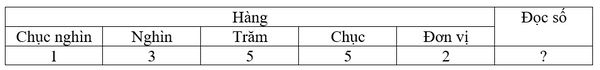 Hàng Đọc số
Chục nghìn Nghìn Trăm Chục Đơn vị
1 3 5 5 2 ?